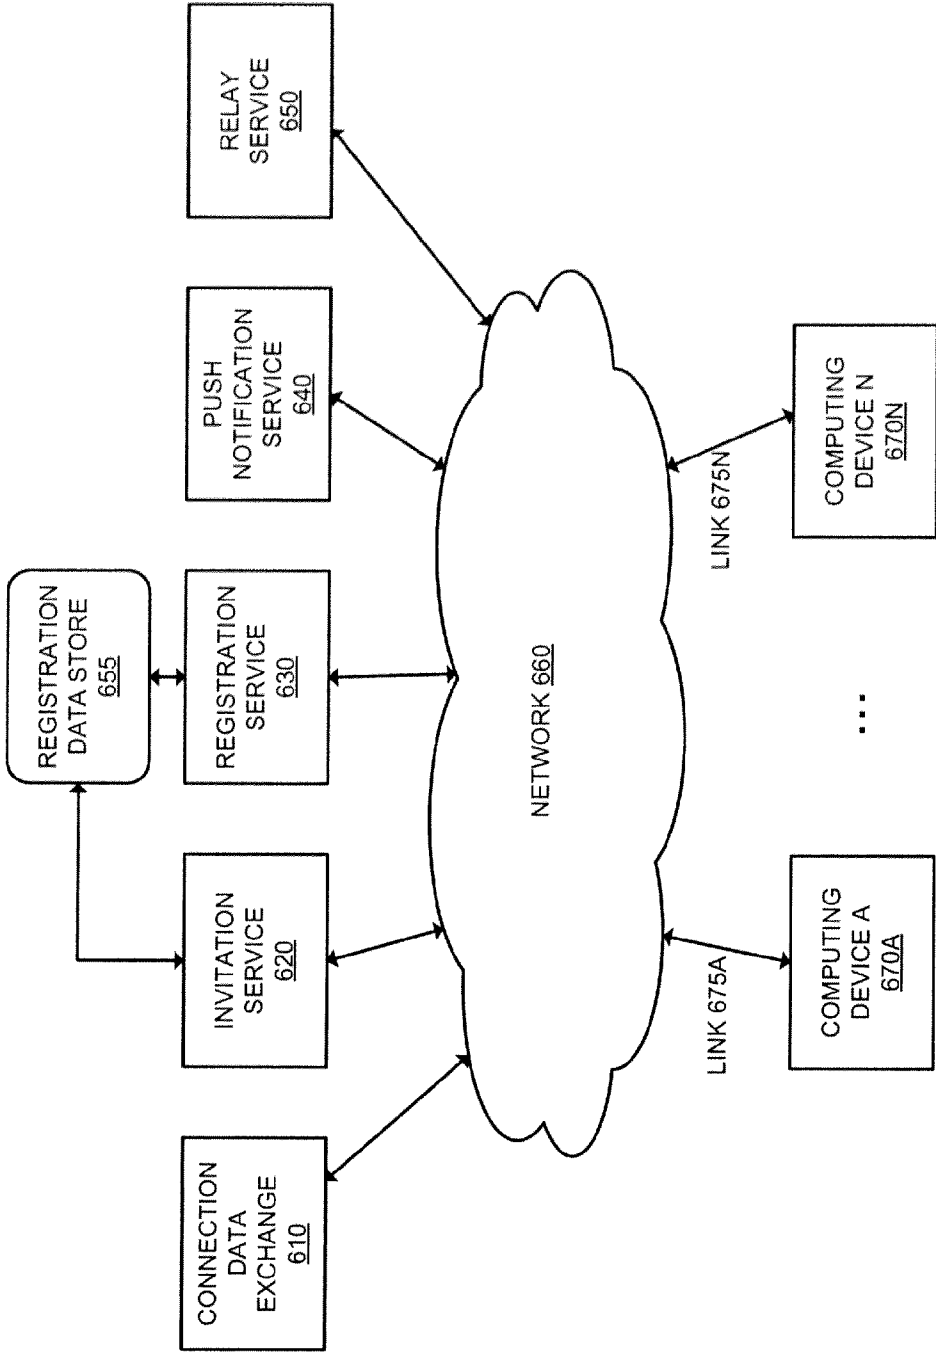 REGISTRATION
DATA STORE
655
CONNECTION
DATA
EXCHANGE
610
INVITATION
SERVICE
620
REGISTRATION
SERVICE
630
PUSH
NOTIFICATION
SERVICE
640
RELAY
SERVICE
650
NETWORK 660
LINK 675A
LINK 675N
COMPUTING
DEVICE A
670A
...
COMPUTING
DEVICE N
670N